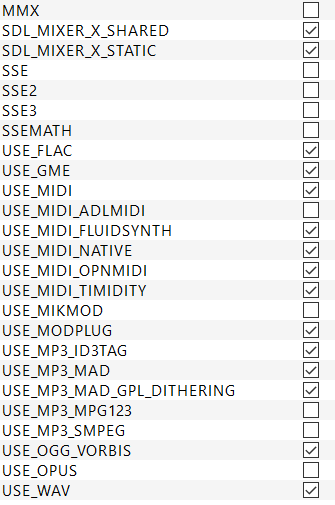 MMX
SDL_MIXER_X_SHARED
SDL_MIXER_X_STATIC
SSE
SSE2
SSE3
SSEMATH
USE_FLAC
USE_GME
USE_MIDI
USE_MIDI_ADLMIDI
USE_MIDI_FLUIDSYNTH
USE_MIDI_NATIVE
USE_MIDI_OPNMIDI
USE_MIDI_TIMIDITY
USE_MIKMOD
USE_MODPLUG
USE_MP3_ID3TAG
USE_MP3_MAD
USE_MP3_MAD_GPL_DITHERING
USE_MP3_MPG123
USE_MP3_SMPEG
USE_OGG_VORBIS
USE_OPUS
USE_WAV